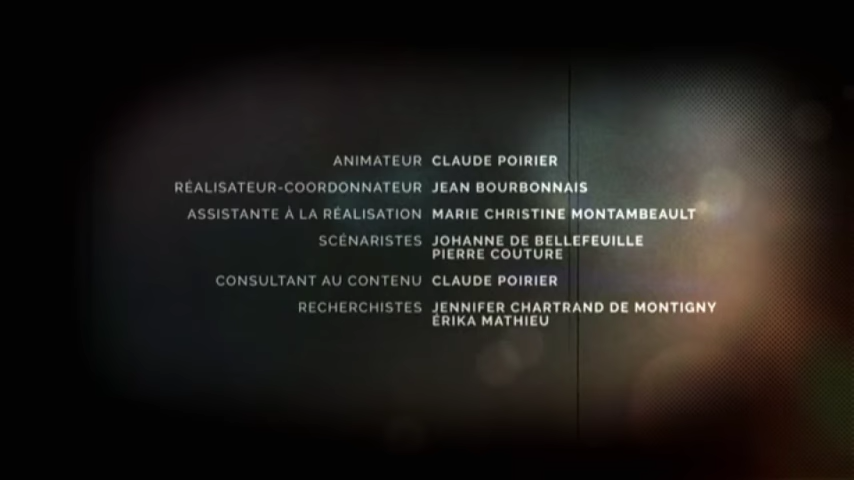 ANIMATEUR CLAUDE POIRIER
RÉALISATEUR-COORDONNATEUR JEAN BOURBONNAIS
ASSISTANTE À LA RÉALISATION MARIE CHRISTINE MONTAMBEAULT
SCÉNARISTES JOHANNE DE BELLEFEUILLE
PIERRE COUTURE
CONSULTANT AU CONTENU CLAUDE POIRIER
RECHERCHISTES JENNIFER CHARTRAND DE MONTIGNY
ÉRIKA MATHIEU